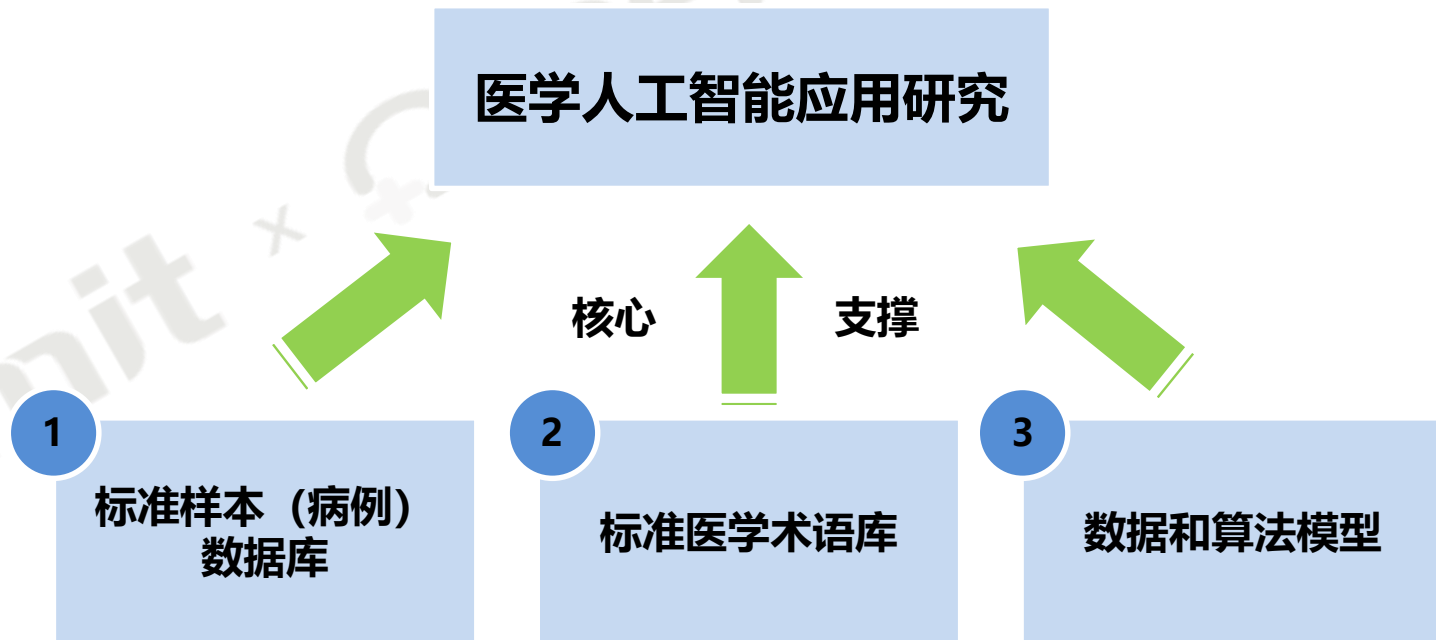 医学人工智能应用研究
核心
支撑
1
标准样本（病例）
数据库
2
标准医学术语库
3
数据和算法模型